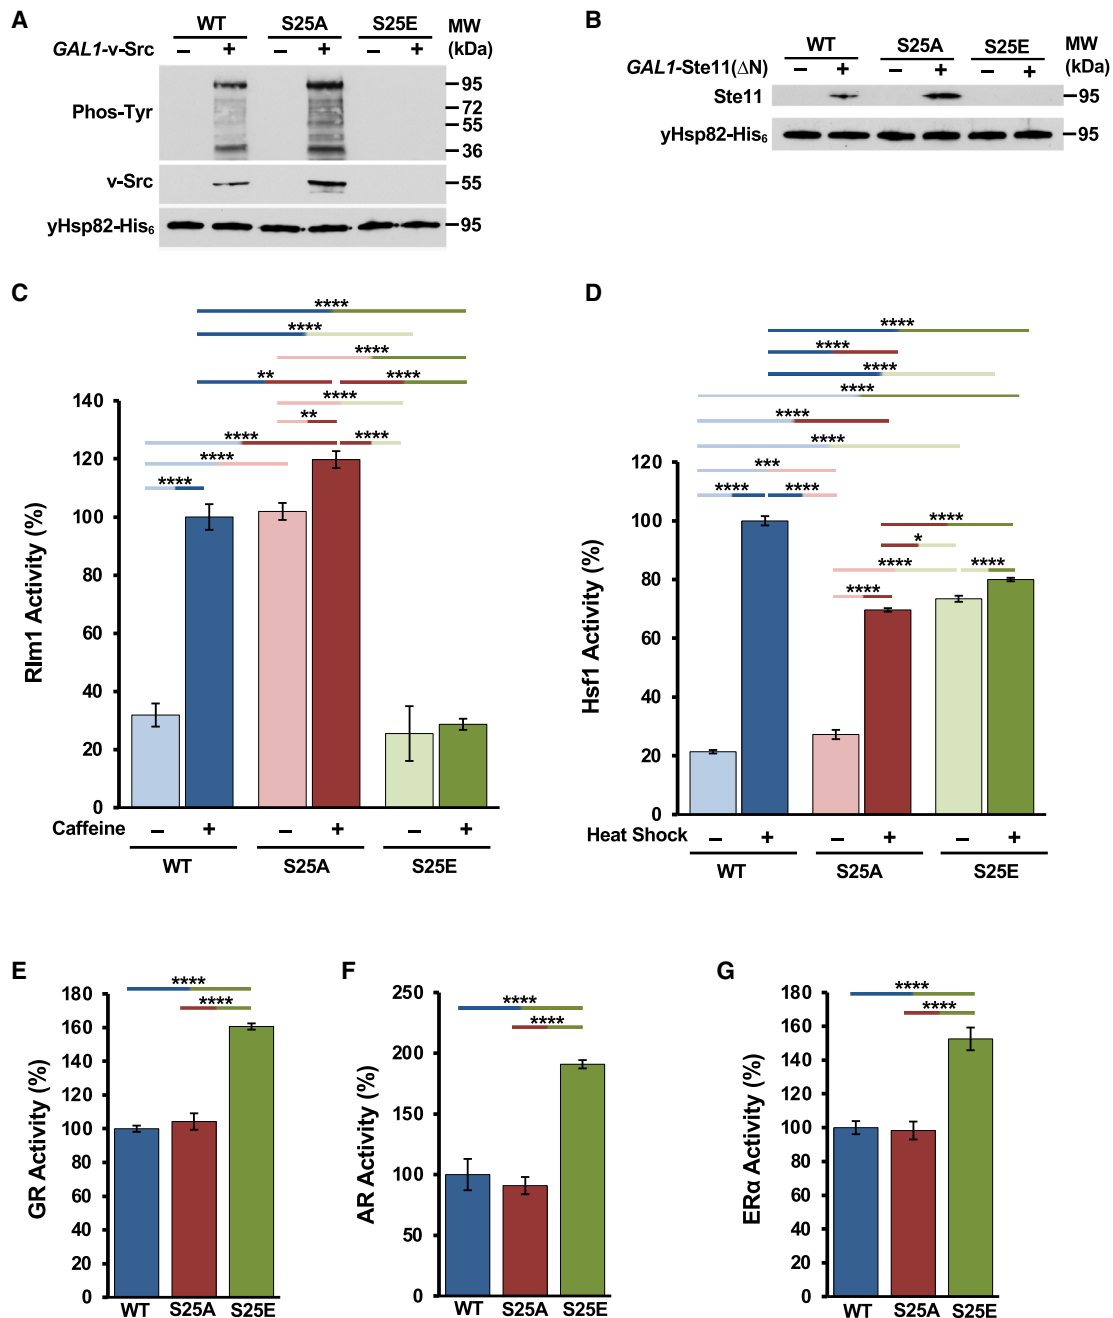 A
WT S25A S25E MW (kDa)
GAL1-v-Src – + – + – +
Phos-Tyr
95
72
55
36
v-Src
55
yHsp82-His6
95
B
WT S25A S25E MW (kDa)
GAL1-Ste11(ΔN) – + – + – +
Ste11
95
yHsp82-His6
95
C
****
****
****
** ****
****
**
**** ****
****
****
Rlm1 Activity (%)
140
120
100
80
60
40
20
0
Caffeine – + – + – +
WT S25A S25E
D
****
****
****
****
****
****
***
**** ****
****
*
**** ****
****
Hsf1 Activity (%)
120
100
80
60
40
20
0
Heat Shock – + – + – +
WT S25A S25E
E
****
****
GR Activity (%)
180
160
140
120
100
80
60
40
20
0
WT S25A S25E
F
****
****
AR Activity (%)
250
200
150
100
50
0
WT S25A S25E
G
****
****
ERα Activity (%)
180
160
140
120
100
80
60
40
20
0
WT S25A S25E